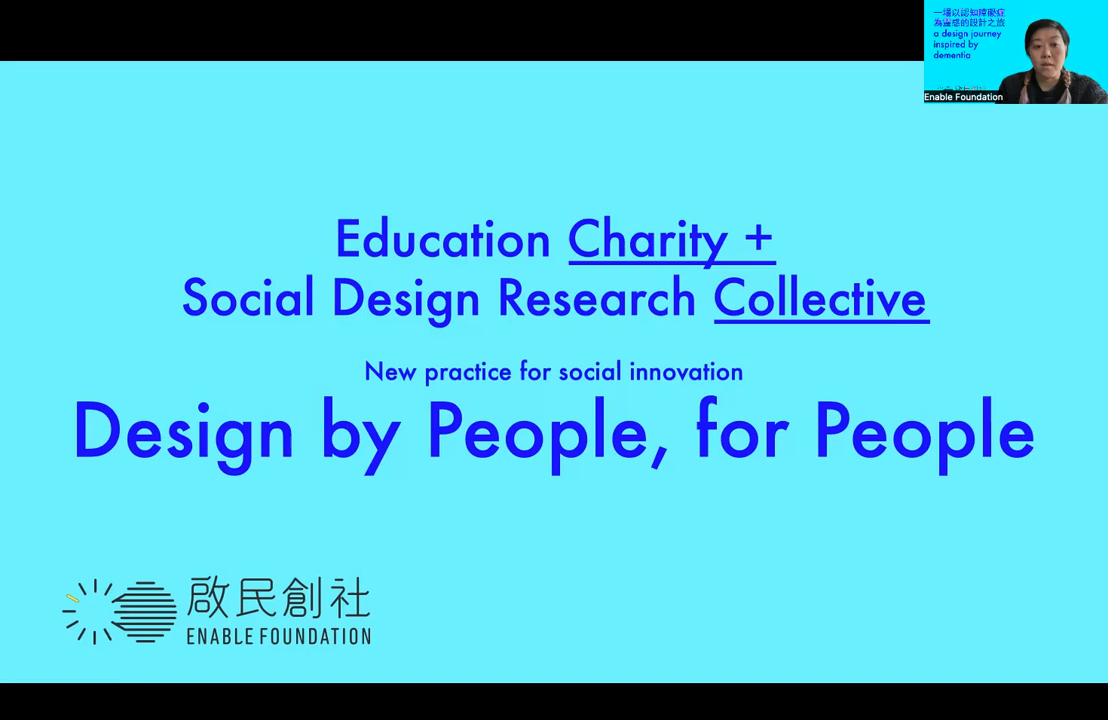 一場以認知障礙症
為靈感的設計之旅
a design journey
inspired by
dementia
Enable Foundation
Education Charity +
Social Design Research Collective
New practice for social innovation
Design by People, for People
啟民創社
ENABLE FOUNDATION